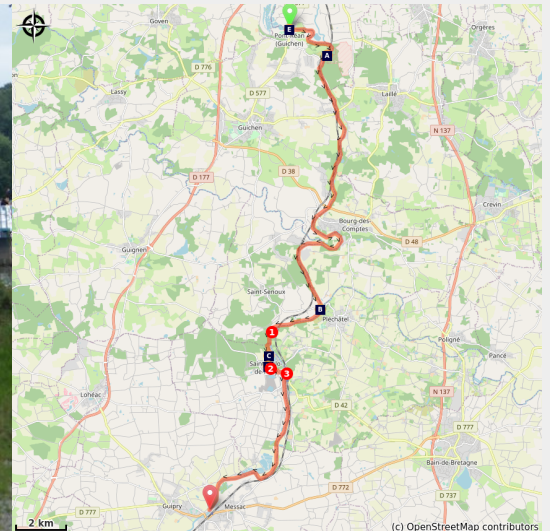 Goven
Orgères
E
Pont-Réan
(Guichen)
A
D 776
Lassy
D 577
Laillé
Guichen
N 137
D 38
D 177
Crevin
Bourg-des-
Comptes
D 48
Guignen
Saint-Senoux
B
Pléchâtel
1
Poligné
C
Pancé
2
3
Lohéac
N 137
D 42
D 777
Bain-de-Bretagne
D 772
D 737
Guipry
Messac
D 777
2 km
(c) OpenStreetMap contributors